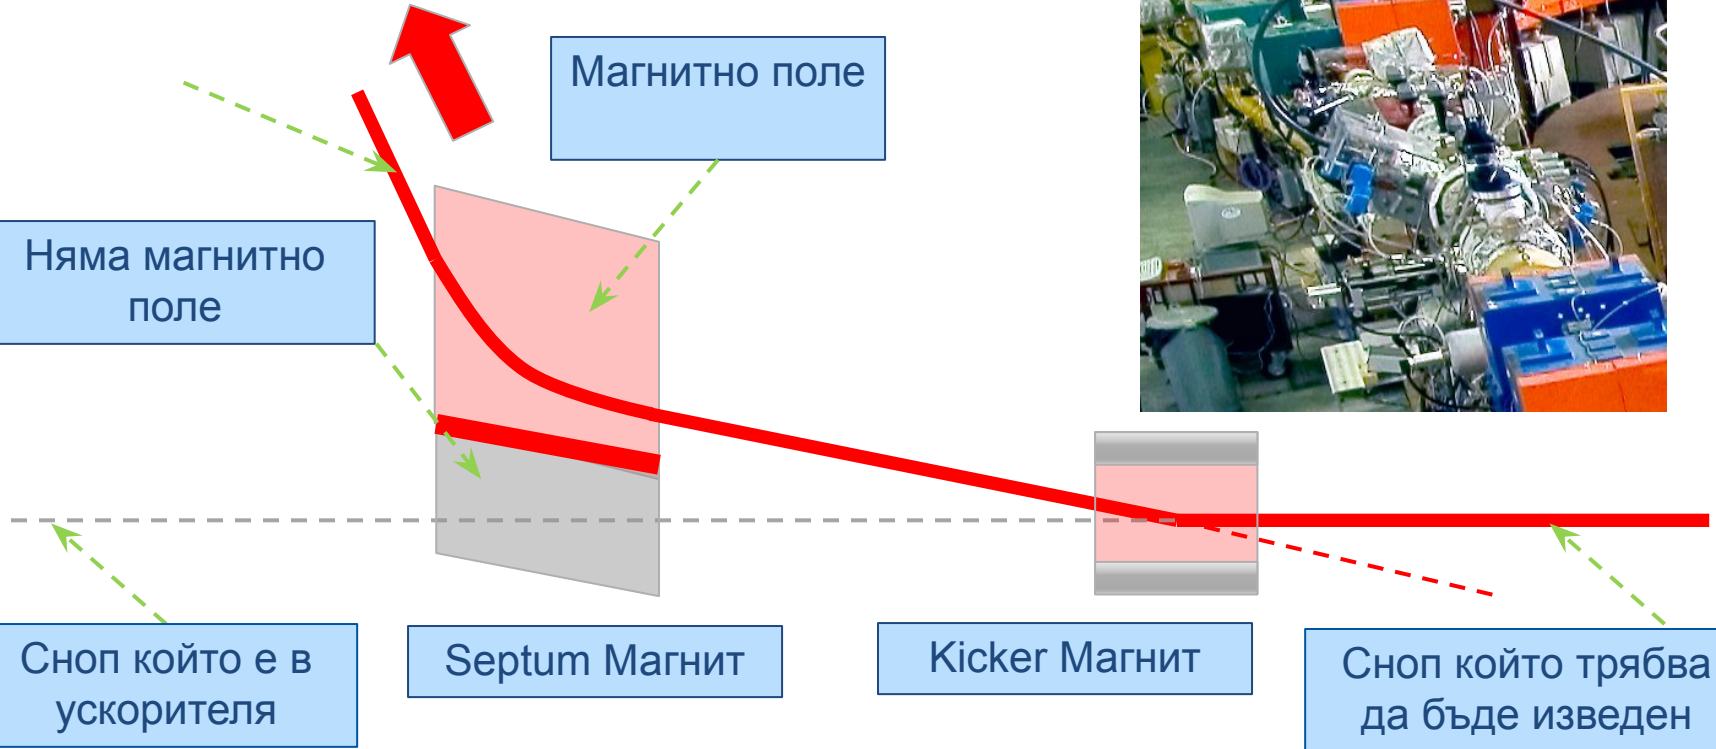 Магнитно поле
Няма магнитно
поле
Сноп който е в
ускорителя
Septum Магнит
Kicker Магнит
Сноп който трябва
да бъде изведен